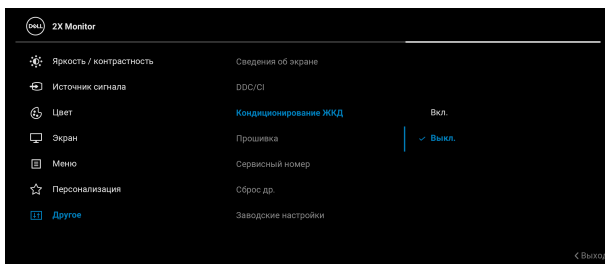 DELL 2X Monitor
Яркость / контрастность
Сведения об экране
Источник сигнала
DDC/CI
Цвет
Кондиционирование ЖКД
Вкл.
Экран
Прошивка
Выкл.
Меню
Сервисный номер
Персонализация
Сброс др.
Другое
Заводские настройки
Выход